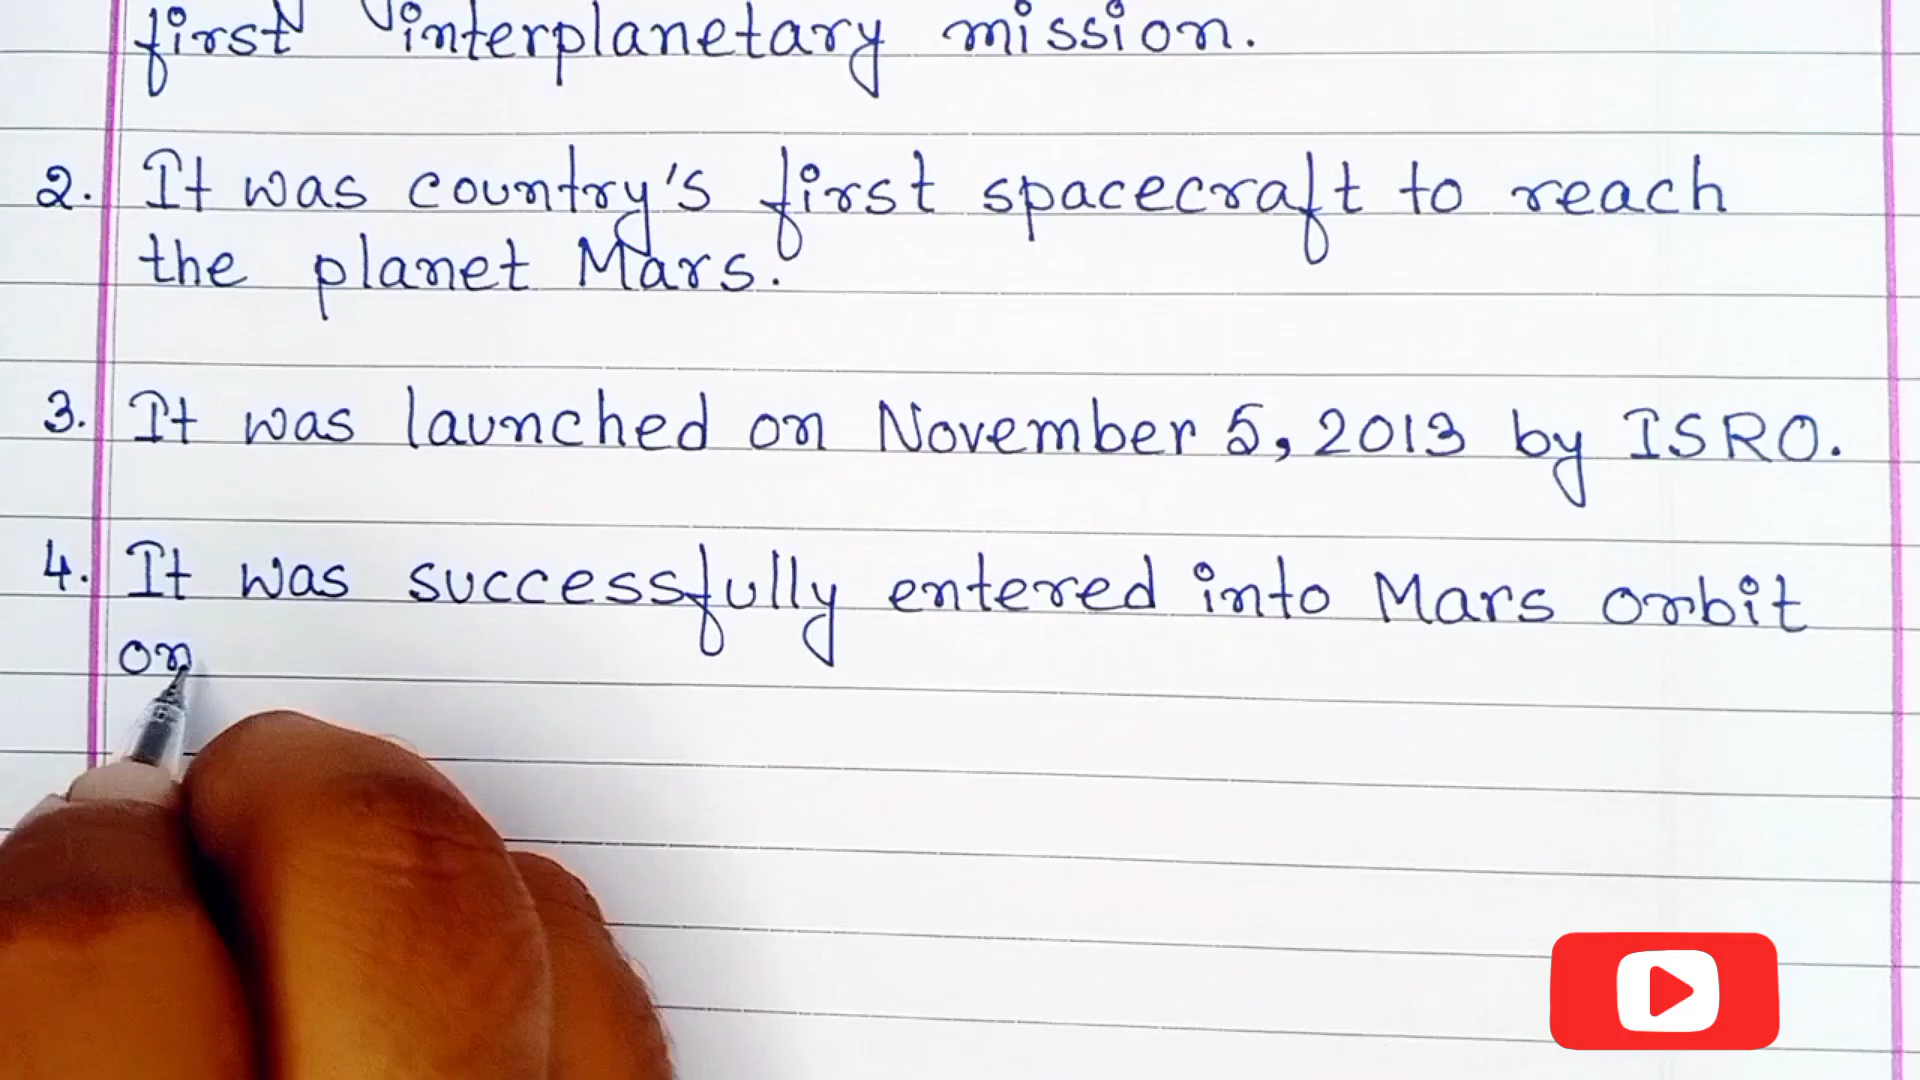 first interplanetary mission.
2. It was country's first spacecraft to reach
the planet Mars.
3. It was launched on November 5, 2013 by ISRO.
4. It was successfully entered into Mars orbit
on